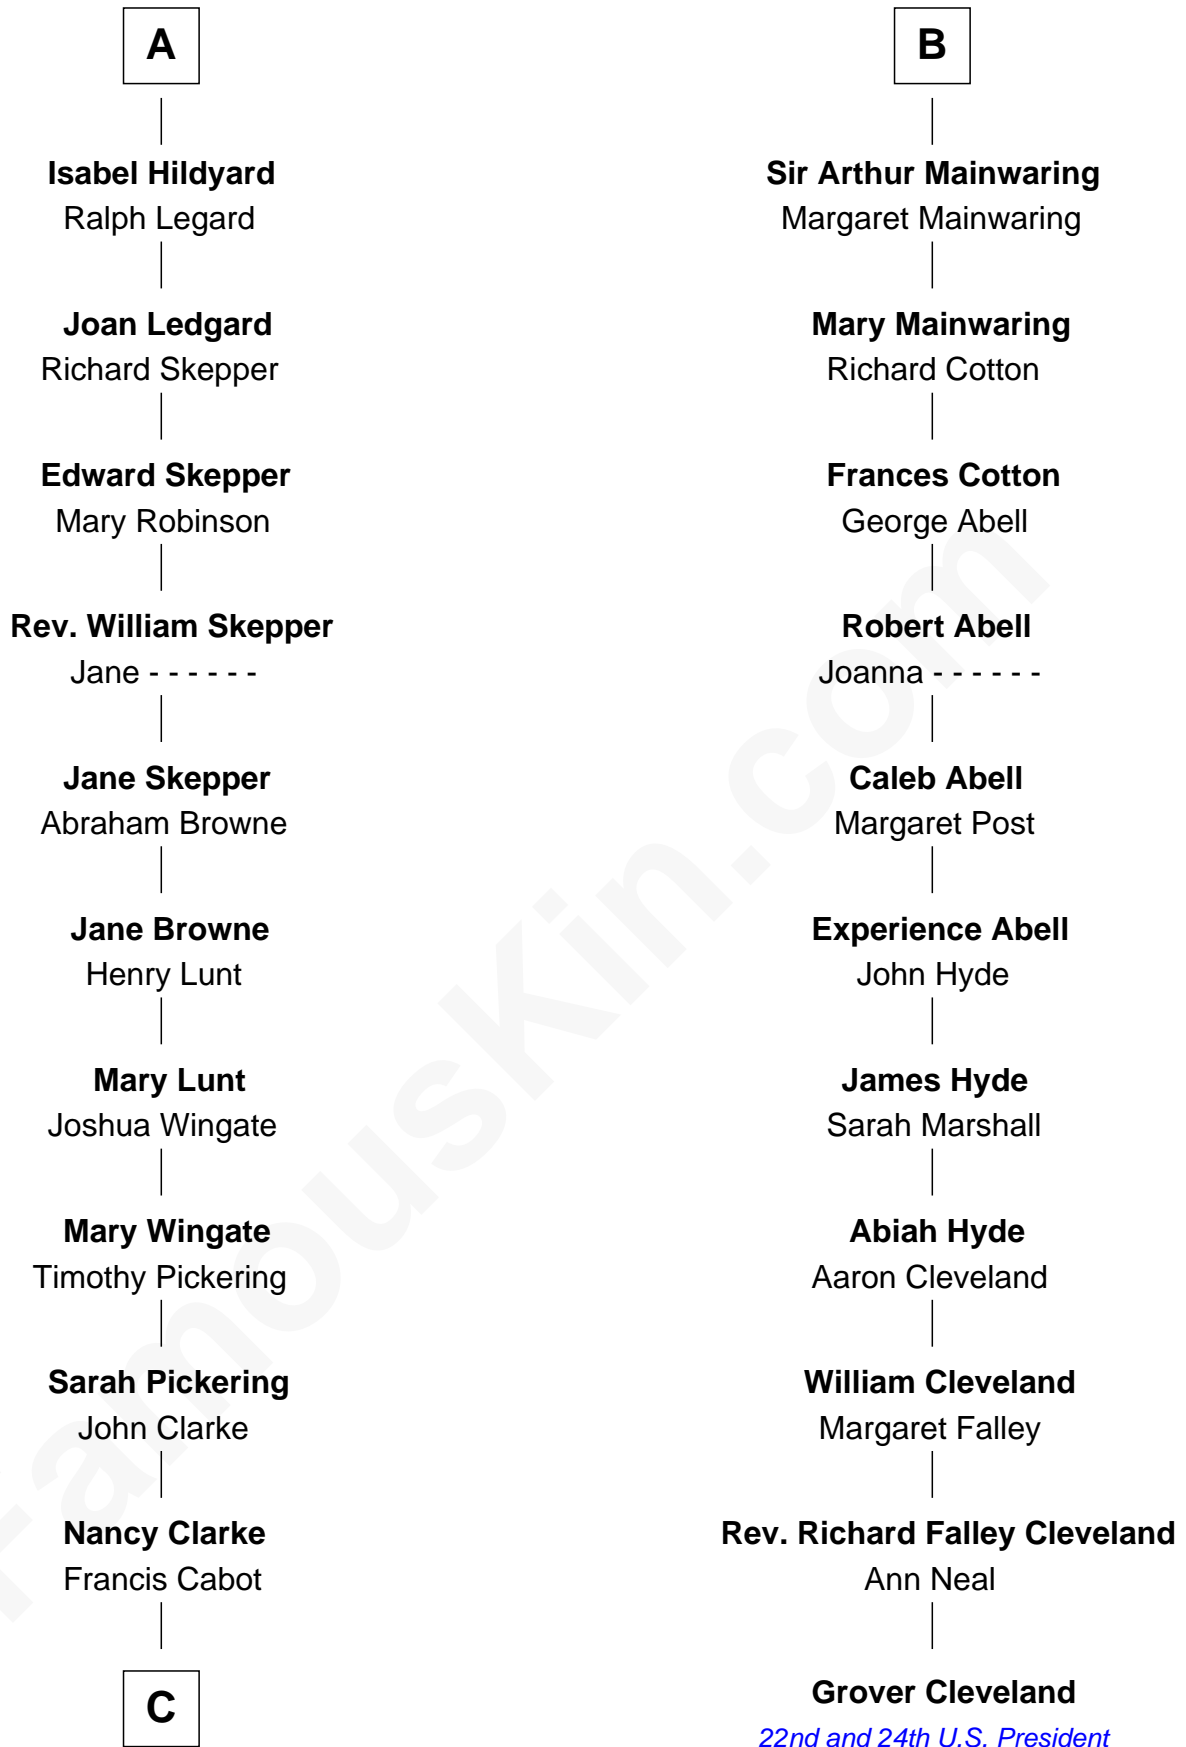 A
Isabel Hildyard
Ralph Legard
Joan Ledgard
Richard Skepper
Edward Skepper
Mary Robinson
Rev. William Skepper
Jane - - - - - -
Jane Skepper
Abraham Browne
Jane Browne
Henry Lunt
Mary Lunt
Joshua Wingate
Mary Wingate
Timothy Pickering
Sarah Pickering
John Clarke
Nancy Clarke
Francis Cabot
C
B
Sir Arthur Mainwaring
Margaret Mainwaring
Mary Mainwaring
Richard Cotton
Frances Cotton
George Abell
Robert Abell
Joanna - - - - - -
Caleb Abell
Margaret Post
Experience Abell
John Hyde
James Hyde
Sarah Marshall
Abiah Hyde
Aaron Cleveland
William Cleveland
Margaret Falley
Rev. Richard Falley Cleveland
Ann Neal
Grover Cleveland
22nd and 24th U.S. President
FamousKin.com